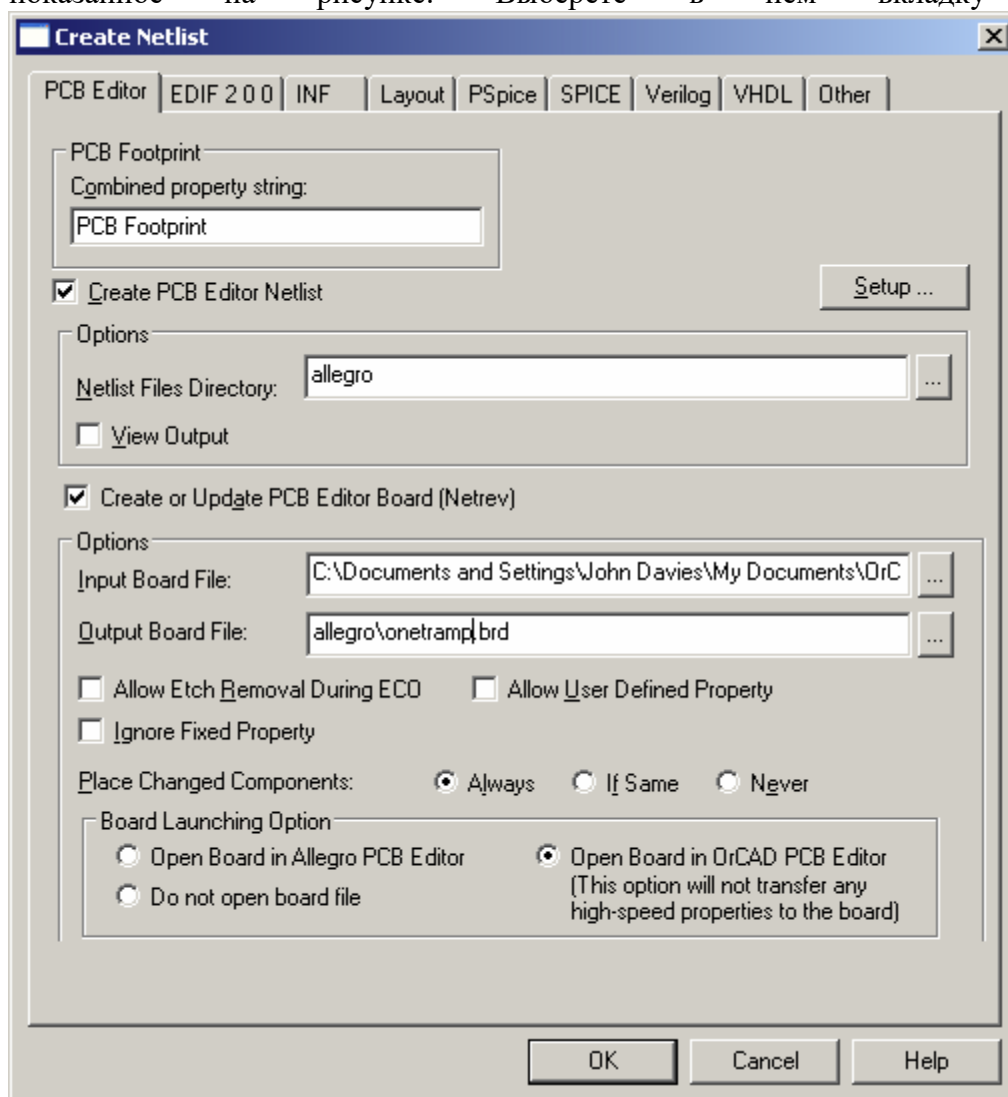 показанное на рисунке. Выберете в нем вкладку
Create Netlist
PCB Editor EDIF 2 0 0 INF Layout PSpice SPICE Verilog VHDL Other
PCB Footprint
Combined property string:
PCB Footprint
Create PCB Editor Netlist
Setup ...
Options
Netlist Files Directory: allegro ...
View Output
Create or Update PCB Editor Board (Netrev)
Options
Input Board File: C:\Documents and Settings\John Davies\My Documents\OrC ...
Output Board File: allegro\onetramp.brd ...
Allow Etch Removal During ECO Allow User Defined Property
Ignore Fixed Property
Place Changed Components: Always If Same Never
Board Launching Option
Open Board in Allegro PCB Editor Open Board in OrCAD PCB Editor
(This option will not transfer any
Do not open board file high-speed properties to the board)
OK Cancel Help